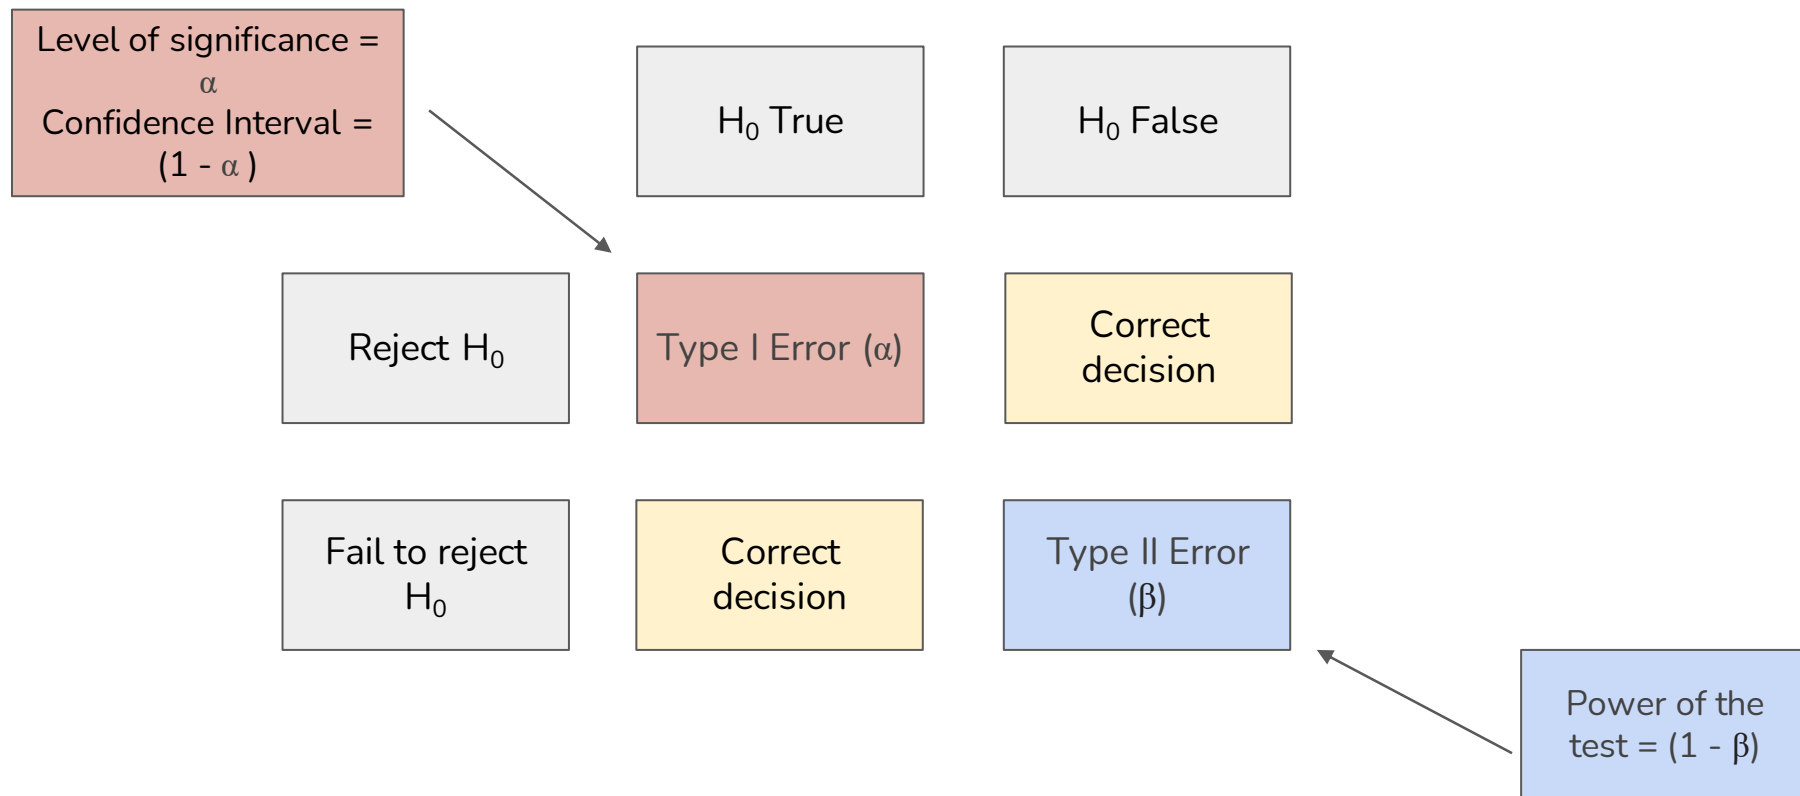 Level of significance =
α
Confidence Interval =
(1 - α )
H₀ True
H₀ False
Reject H₀
Type I Error (α)
Correct
decision
Fail to reject
H₀
Correct
decision
Type II Error
(β)
Power of the
test = (1 - β)